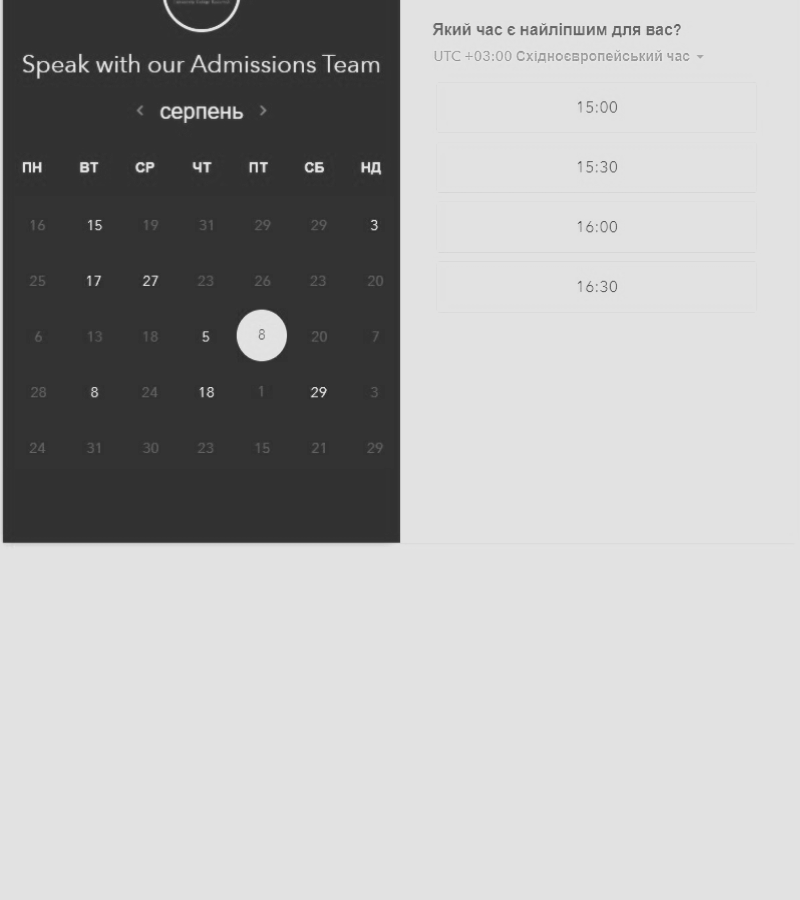 Speak with our Admissions Team
серпень
ПН ВТ СР ЧТ ПТ СБ НД
16 15 19 31 29 29 3
25 17 27 23 26 23 20
6 13 18 5 8 20 7
28 8 24 18 1 29 3
24 31 30 23 15 21 29
Який час є найліпшим для вас?
UTC +03:00 Східноєвропейський час
15:00
15:30
16:00
16:30